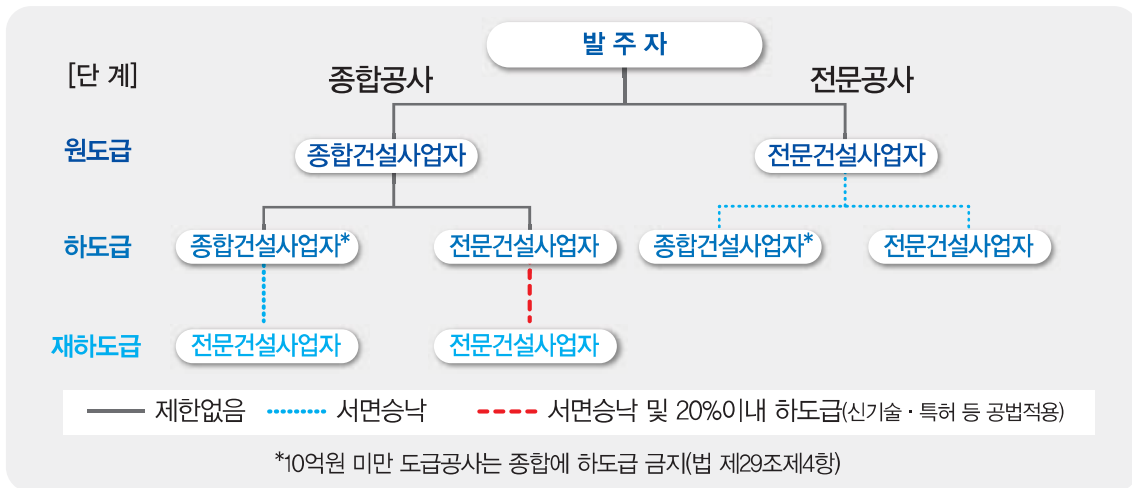 발 주 자
[단 계]
종합공사
전문공사
원도급
종합건설사업자
전문건설사업자
하도급
종합건설사업자*
전문건설사업자
종합건설사업자*
전문건설사업자
재하도급
전문건설사업자
전문건설사업자
제한없음
서면승낙
서면승낙 및 20%이내 하도급(신기술·특허 등 공법적용)
*10억원 미만 도급공사는 종합에 하도급 금지(법 제29조제4항)